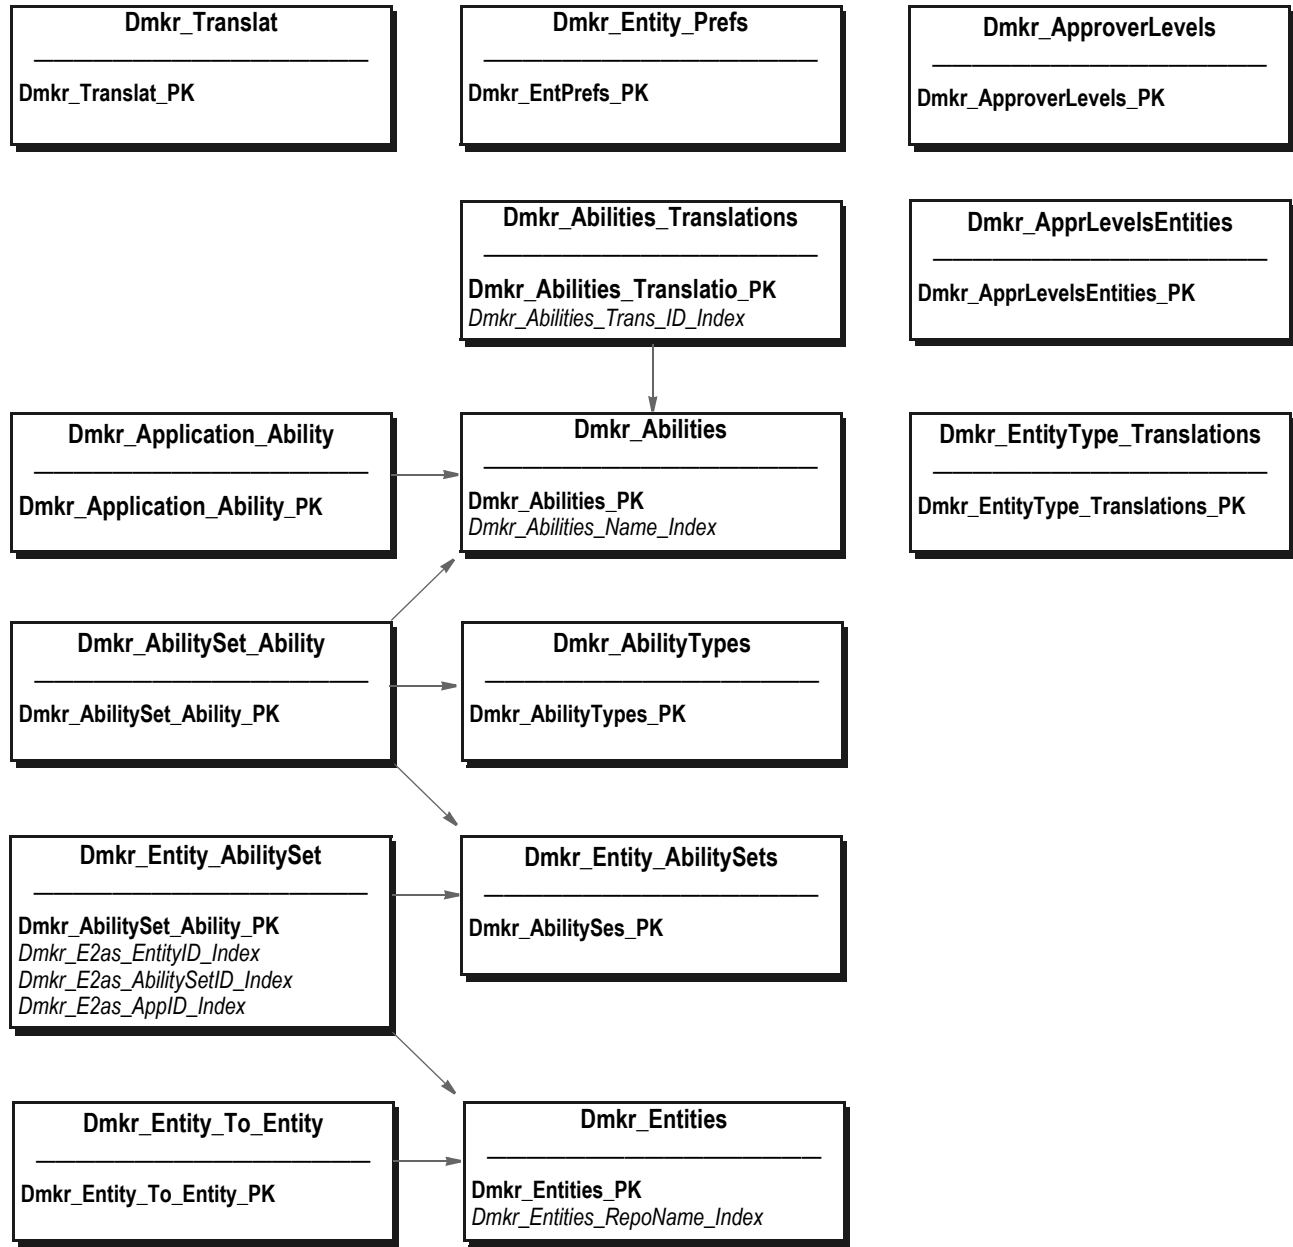 Dmkr_Translat
Dmkr_Translat_PK
Dmkr_Entity_Prefs
Dmkr_EntPrefs_PK
Dmkr_ApproverLevels
Dmkr_ApproverLevels_PK
Dmkr_Abilities_Translations
Dmkr_Abilities_Translatio_PK
Dmkr_Abilities_Trans_ID_Index
Dmkr_ApprLevelsEntities
Dmkr_ApprLevelsEntities_PK
Dmkr_Application_Ability
Dmkr_Application_Ability_PK
Dmkr_Abilities
Dmkr_Abilities_PK
Dmkr_Abilities_Name_Index
Dmkr_EntityType_Translations
Dmkr_EntityType_Translations_PK
Dmkr_AbilitySet_Ability
Dmkr_AbilitySet_Ability_PK
Dmkr_AbilityTypes
Dmkr_AbilityTypes_PK
Dmkr_Entity_AbilitySet
Dmkr_AbilitySet_Ability_PK
Dmkr_E2as_EntityID_Index
Dmkr_E2as_AbilitySetID_Index
Dmkr_E2as_AppID_Index
Dmkr_Entity_AbilitySets
Dmkr_AbilitySes_PK
Dmkr_Entity_To_Entity
Dmkr_Entity_To_Entity_PK
Dmkr_Entities
Dmkr_Entities_PK
Dmkr_Entities_RepoName_Index